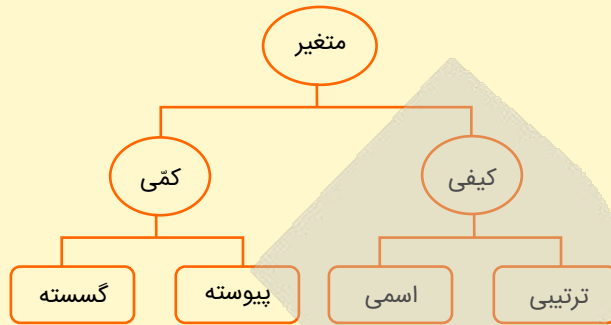 متغیر
کیفی
کمّی
ترتیبی
اسمی
پیوسته
گسسته